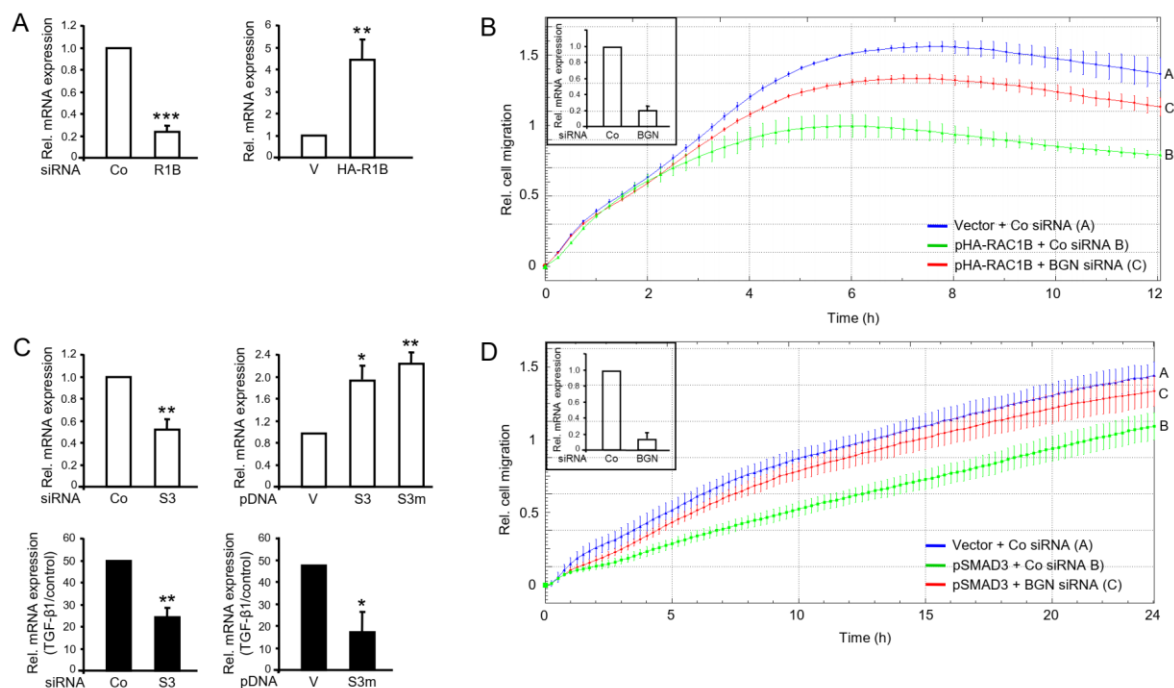 A
Rel. mRNA expression
1.2
1.0
0.8
0.6
0.4
0.2
0
***
siRNA Co R1B
Rel. mRNA expression
6
5
4
3
2
1
0
**
V HA-R1B
B
Rel. cell migration
1.5
1
0.5
0
Rel. mRNA expression
1.0
0.8
0.6
0.4
0.2
0
siRNA Co BGN
A
C
B
Vector + Co siRNA (A)
pHA-RAC1B + Co siRNA B)
pHA-RAC1B + BGN siRNA (C)
0 2 4 6 8 10 12
Time (h)
C
Rel. mRNA expression
1.2
1.0
0.8
0.6
0.4
0.2
0
**
siRNA Co S3
Rel. mRNA expression
2.4
2.0
1.6
1.2
0.8
0.4
0
* **
pDNA V S3 S3m
Rel. mRNA expression
(TGF-β1/control)
60
50
40
30
20
10
0
**
siRNA Co S3
Rel. mRNA expression
(TGF-β1/control)
60
50
40
30
20
10
0
*
pDNA V S3m
D
Rel. cell migration
1.5
1
0.5
0
Rel. mRNA expression
1.0
0.8
0.6
0.4
0.2
0
siRNA Co BGN
A
C
B
Vector + Co siRNA (A)
pSMAD3 + Co siRNA B)
pSMAD3 + BGN siRNA (C)
0 5 10 15 20 24
Time (h)